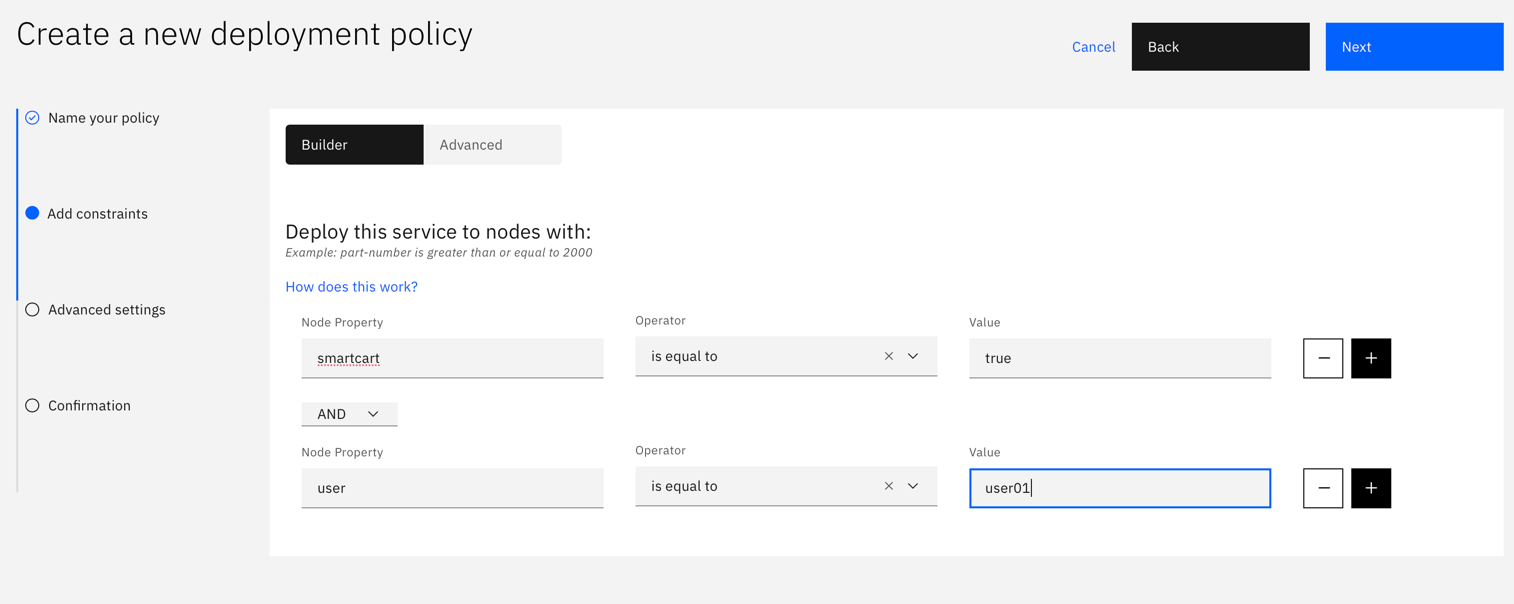 Create a new deployment policy
Cancel
Back
Next
Name your policy
Add constraints
Advanced settings
Confirmation
Builder
Advanced
Deploy this service to nodes with:
Example: part-number is greater than or equal to 2000
How does this work?
Node Property
Operator
Value
smartcart
is equal to
true
AND
Node Property
Operator
Value
user
is equal to
user01